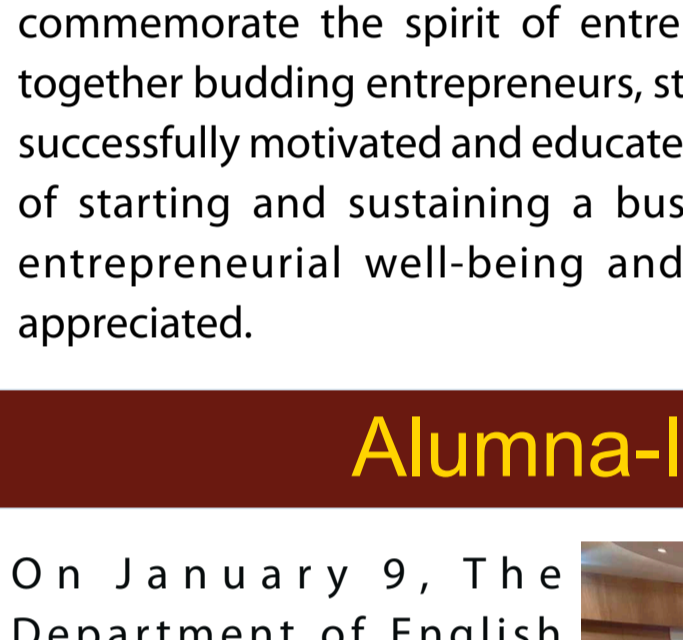 commemorate the spirit of entre
together budding entrepreneurs, st
successfully motivated and educate
of starting and sustaining a bus
entrepreneurial well-being and
appreciated.
Alumna-I
On January 9, The
Department of English